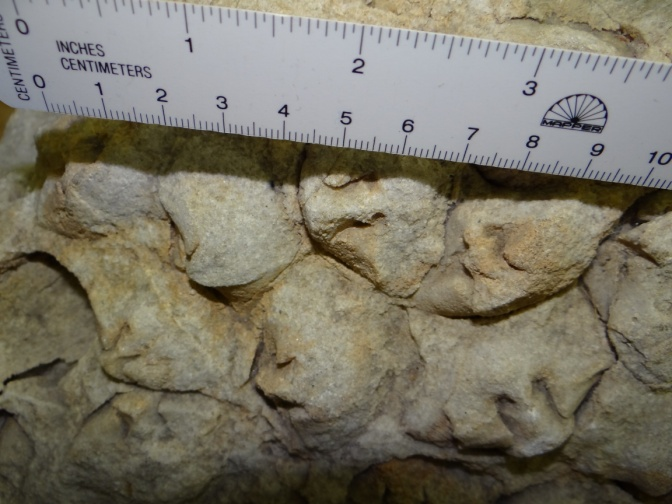 CENTIMETERS
0 1 2 3
INCHES
CENTIMETERS
MAPPER
0 1 2 3 4 5 6 7 8 9 10